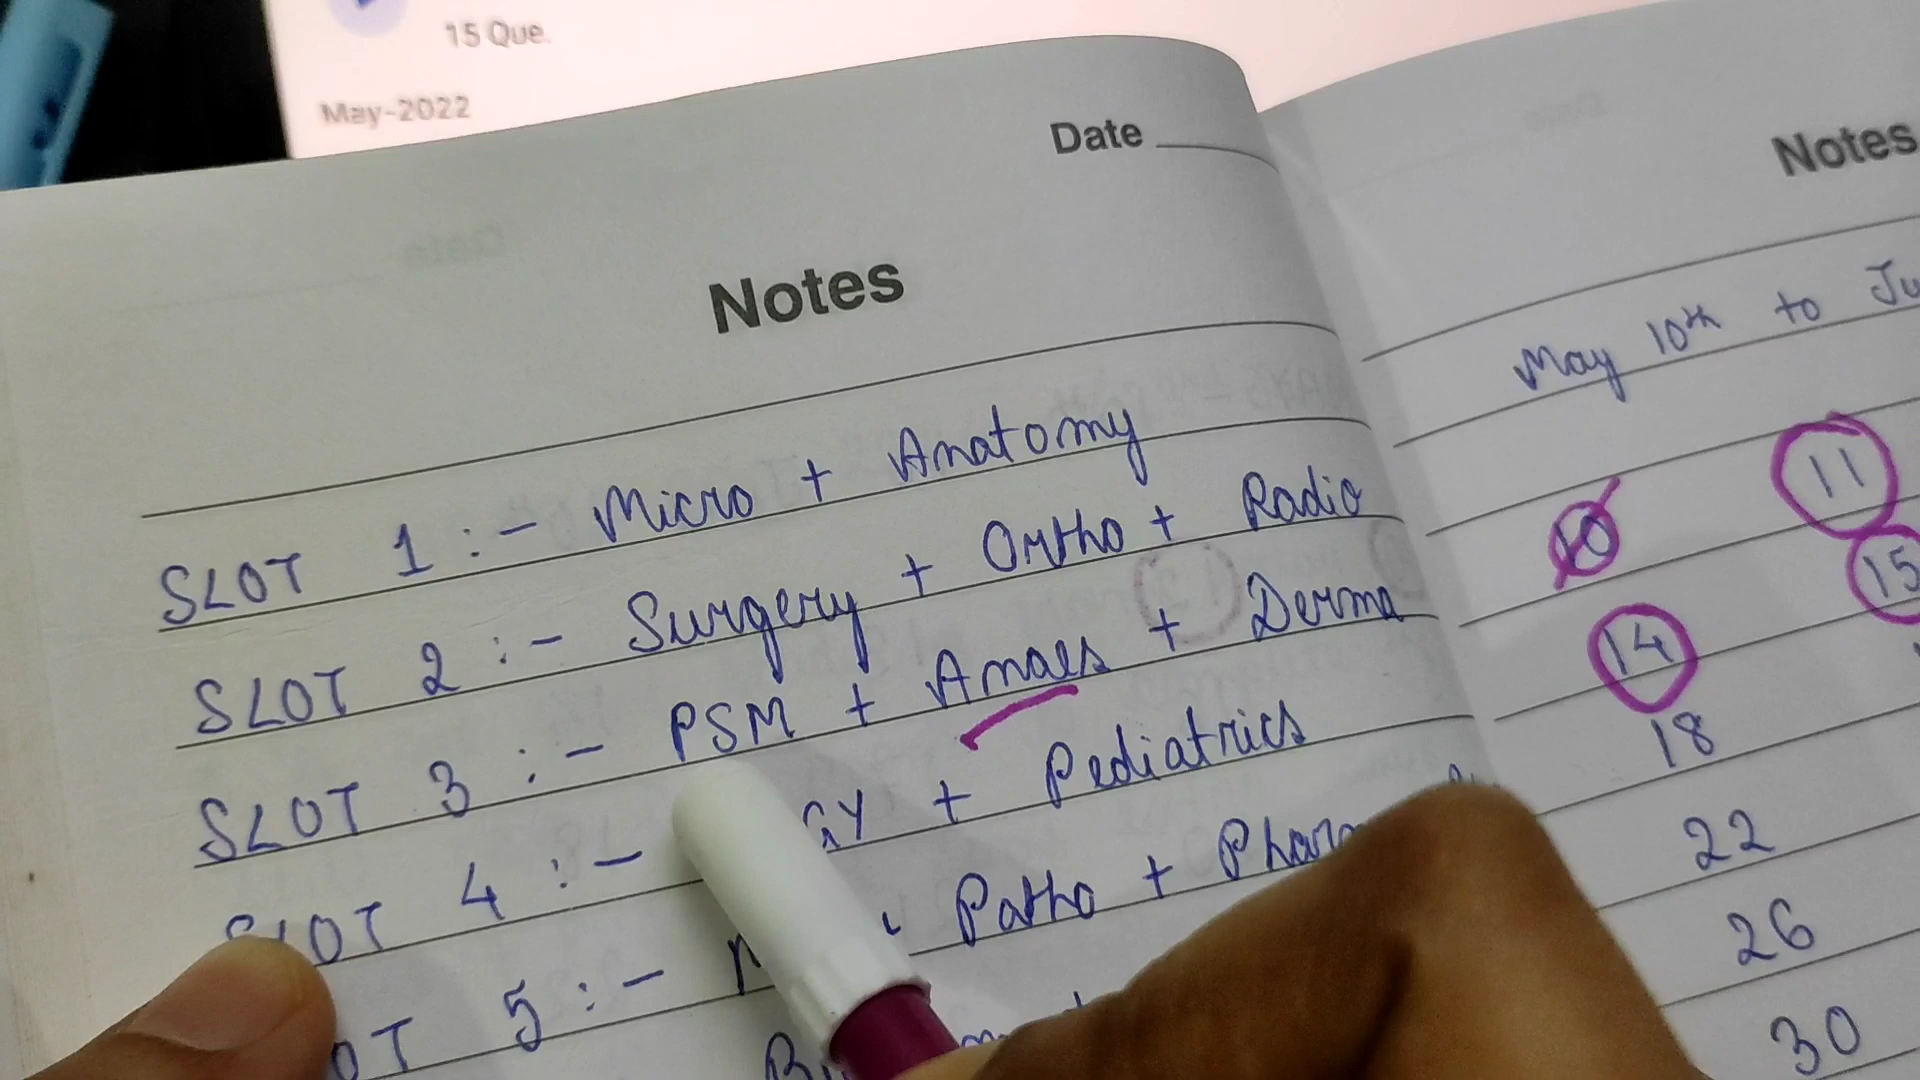 15 Que.
May-2022
Date
Notes
SLOT 1 :- Micro + Anatomy
SLOT 2 :- Surgery + Ortho + Radio
SLOT 3 :- PSM + Anaes + Derma
SLOT 4 :- GY + Pediatrics
5 :- Patho +
Notes
May 10th to
10 11
14 15
18
22
26
30